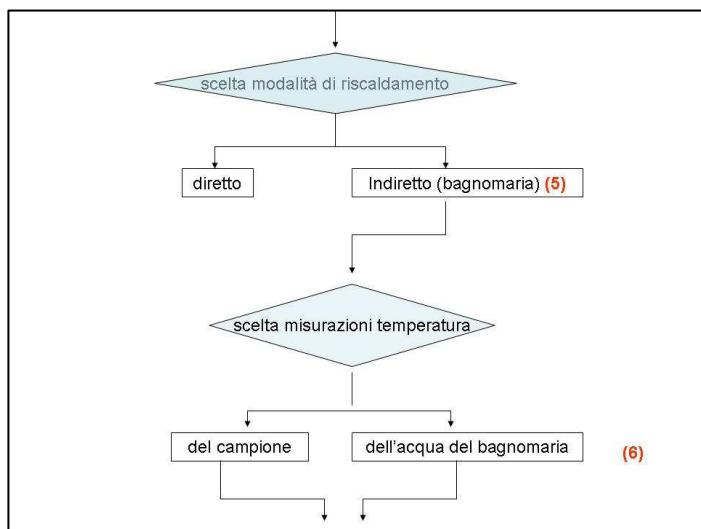 scelta modalità di riscaldamento
diretto
Indiretto (bagnomaria) (5)
scelta misurazioni temperatura
del campione
dell'acqua del bagnomaria
(6)